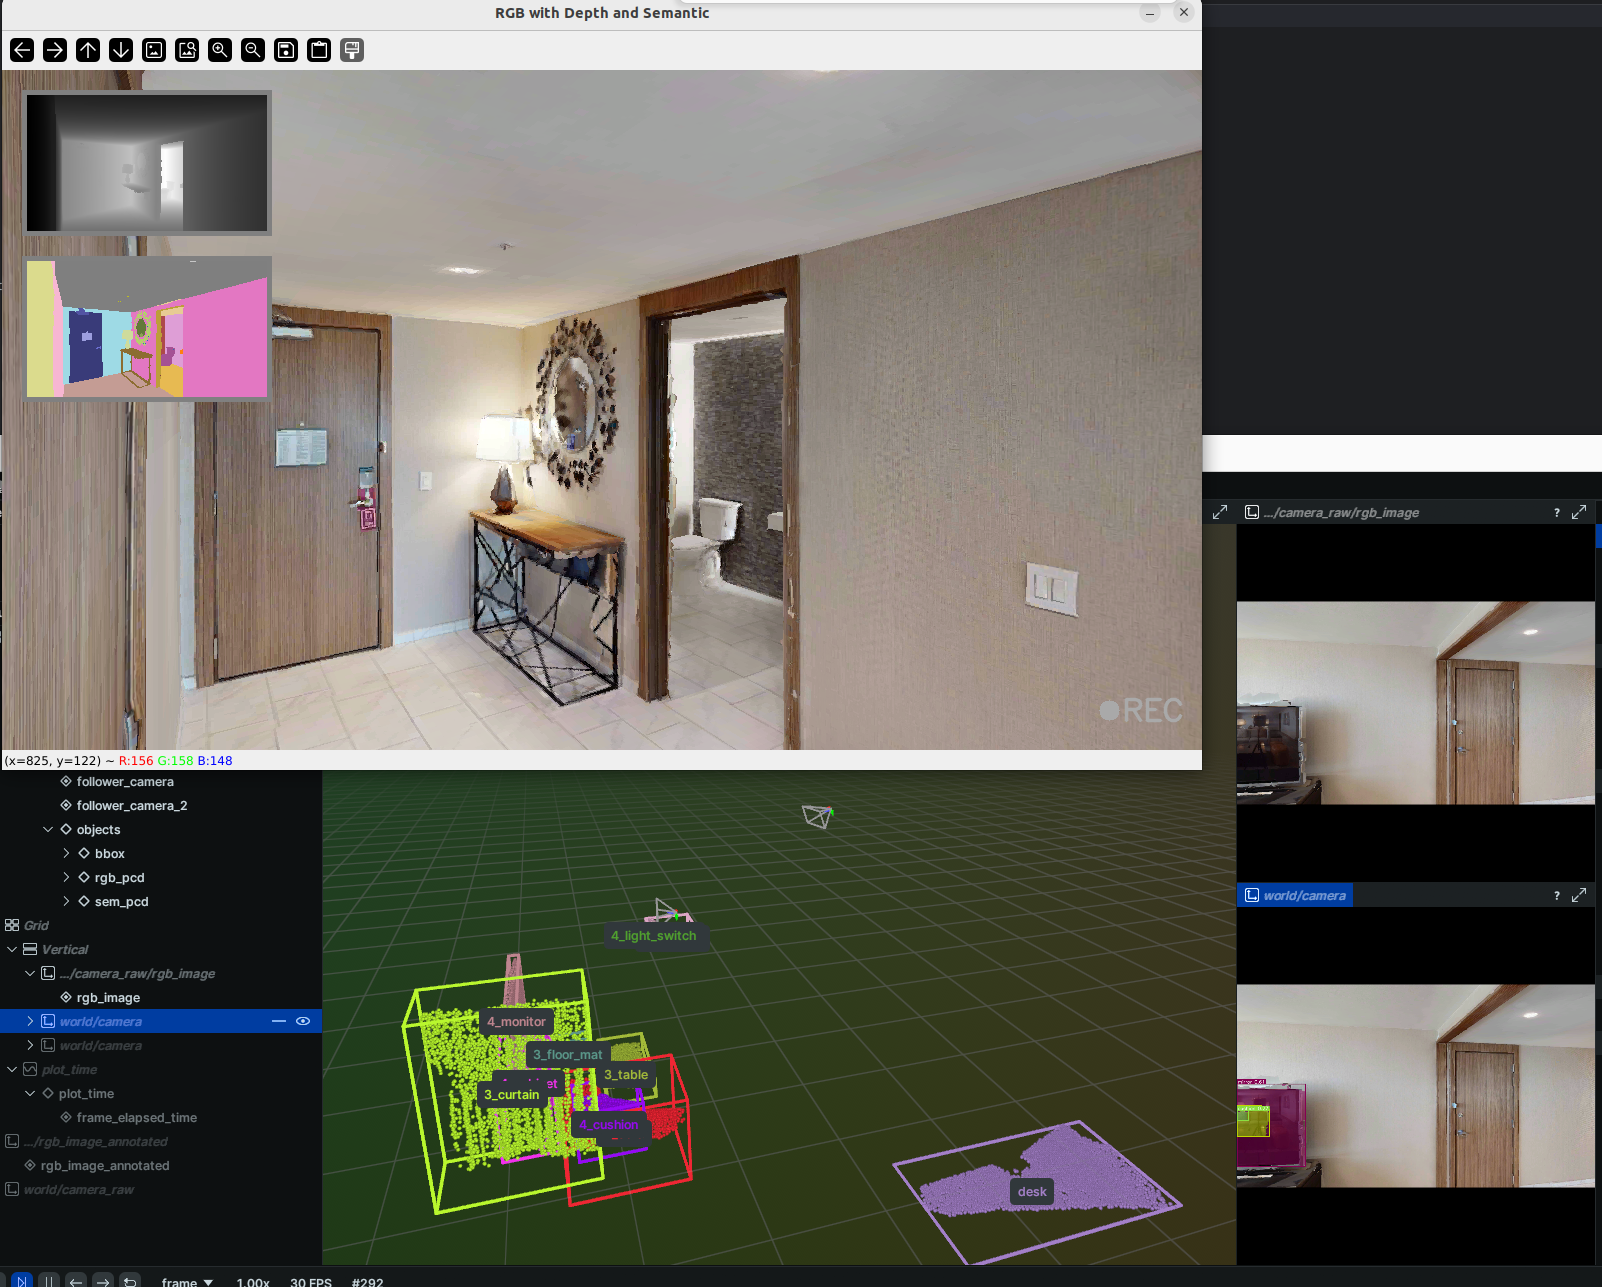 RGB with Depth and Semantic
REC
(x=825, y=122) ~ R:156 G:158 B:148
.../camera_raw/rgb_image
?
follower_camera
follower_camera_2
objects
bbox
rgb_pcd
sem_pcd
Grid
Vertical
.../camera_raw/rgb_image
rgb_image
world/camera
world/camera
plot_time
plot_time
frame_elapsed_time
.../rgb_image_annotated
rgb_image_annotated
world/camera_raw
4_light_switch
4_monitor
3_floor_mat
3_table
3_curtain
4_cushion
desk
world/camera
?
frame
1.00x
30 FPS
#292